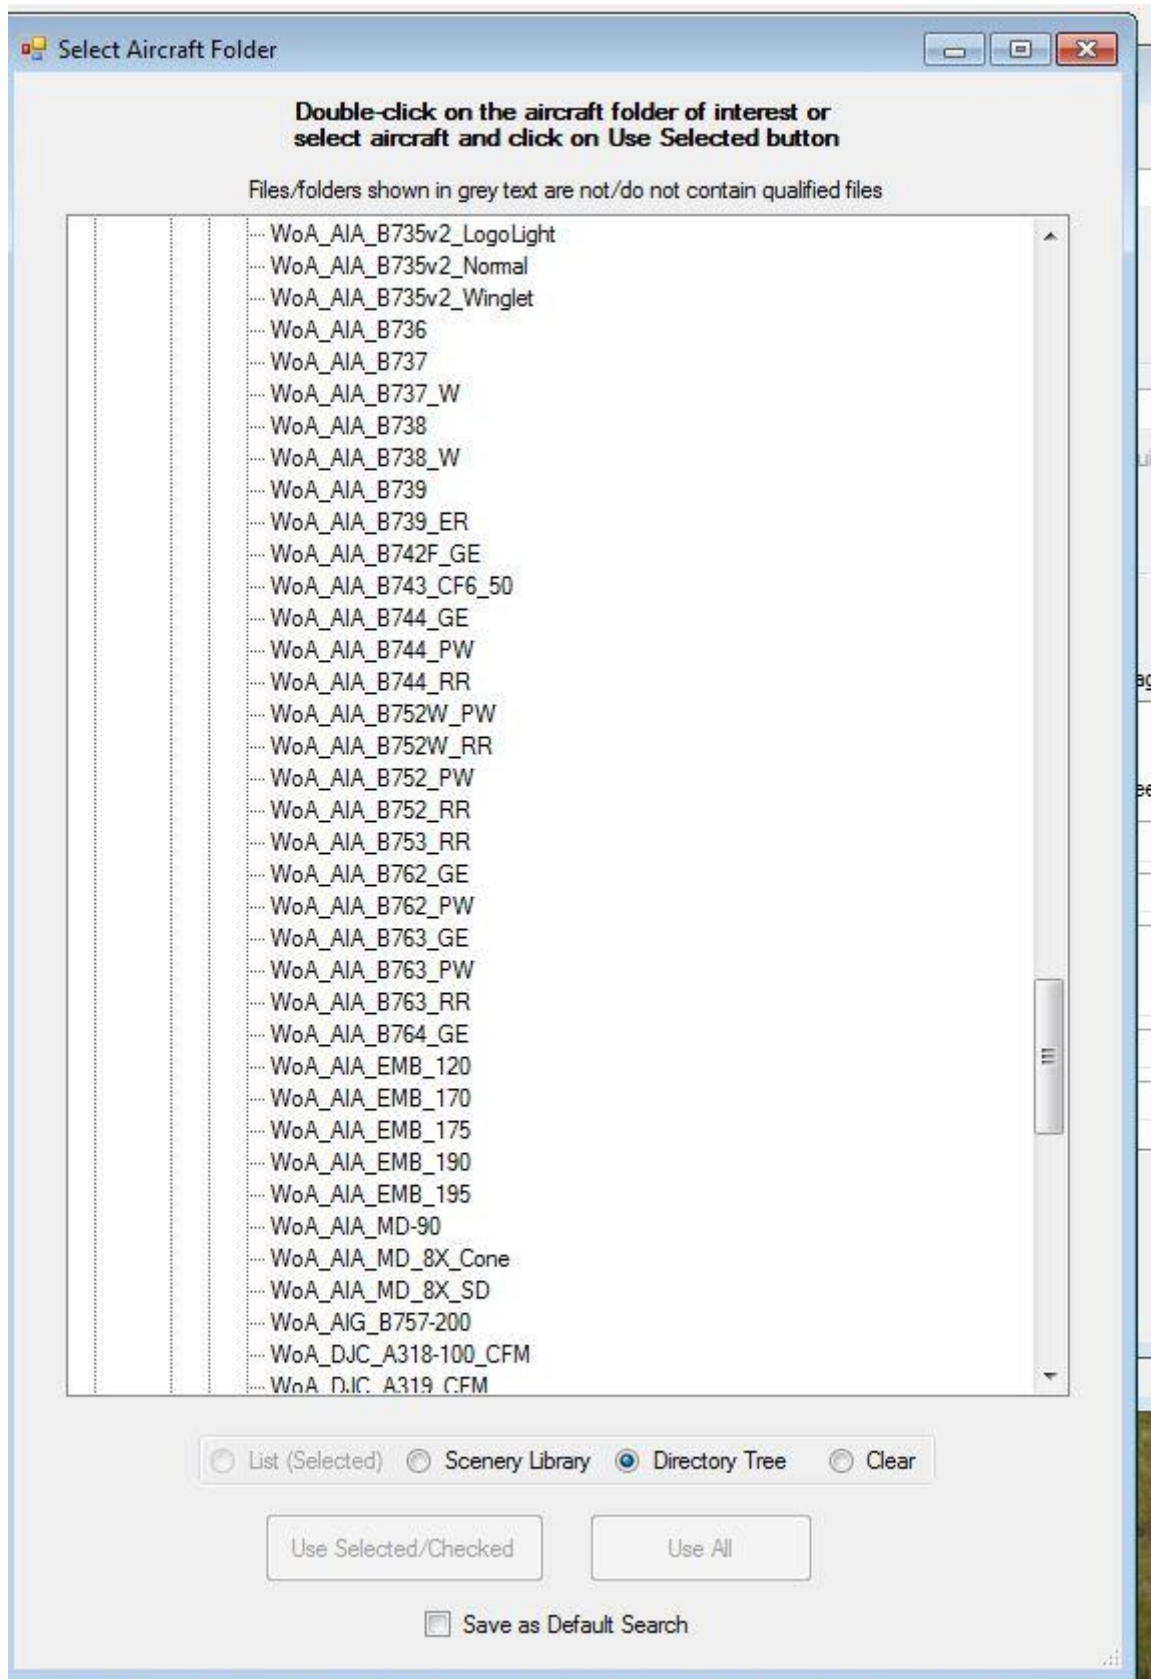 Select Aircraft Folder
Double-click on the aircraft folder of interest or
select aircraft and click on Use Selected button
Files/folders shown in grey text are not/do not contain qualified files
WoA_AIA_B735v2_LogoLight
WoA_AIA_B735v2_Normal
WoA_AIA_B735v2_Winglet
WoA_AIA_B736
WoA_AIA_B737
WoA_AIA_B737_W
WoA_AIA_B738
WoA_AIA_B738_W
WoA_AIA_B739
WoA_AIA_B739_ER
WoA_AIA_B742F_GE
WoA_AIA_B743_CF6_50
WoA_AIA_B744_GE
WoA_AIA_B744_PW
WoA_AIA_B744_RR
WoA_AIA_B752W_PW
WoA_AIA_B752W_RR
WoA_AIA_B752_PW
WoA_AIA_B752_RR
WoA_AIA_B753_RR
WoA_AIA_B762_GE
WoA_AIA_B762_PW
WoA_AIA_B763_GE
WoA_AIA_B763_PW
WoA_AIA_B763_RR
WoA_AIA_B764_GE
WoA_AIA_EMB_120
WoA_AIA_EMB_170
WoA_AIA_EMB_175
WoA_AIA_EMB_190
WoA_AIA_EMB_195
WoA_AIA_MD-90
WoA_AIA_MD_8X_Cone
WoA_AIA_MD_8X_SD
WoA_AIG_B757-200
WoA_DJC_A318-100_CFM
WoA_DJC_A319_CFM
List (Selected) Scenery Library Directory Tree Clear
Use Selected/Checked Use All
Save as Default Search